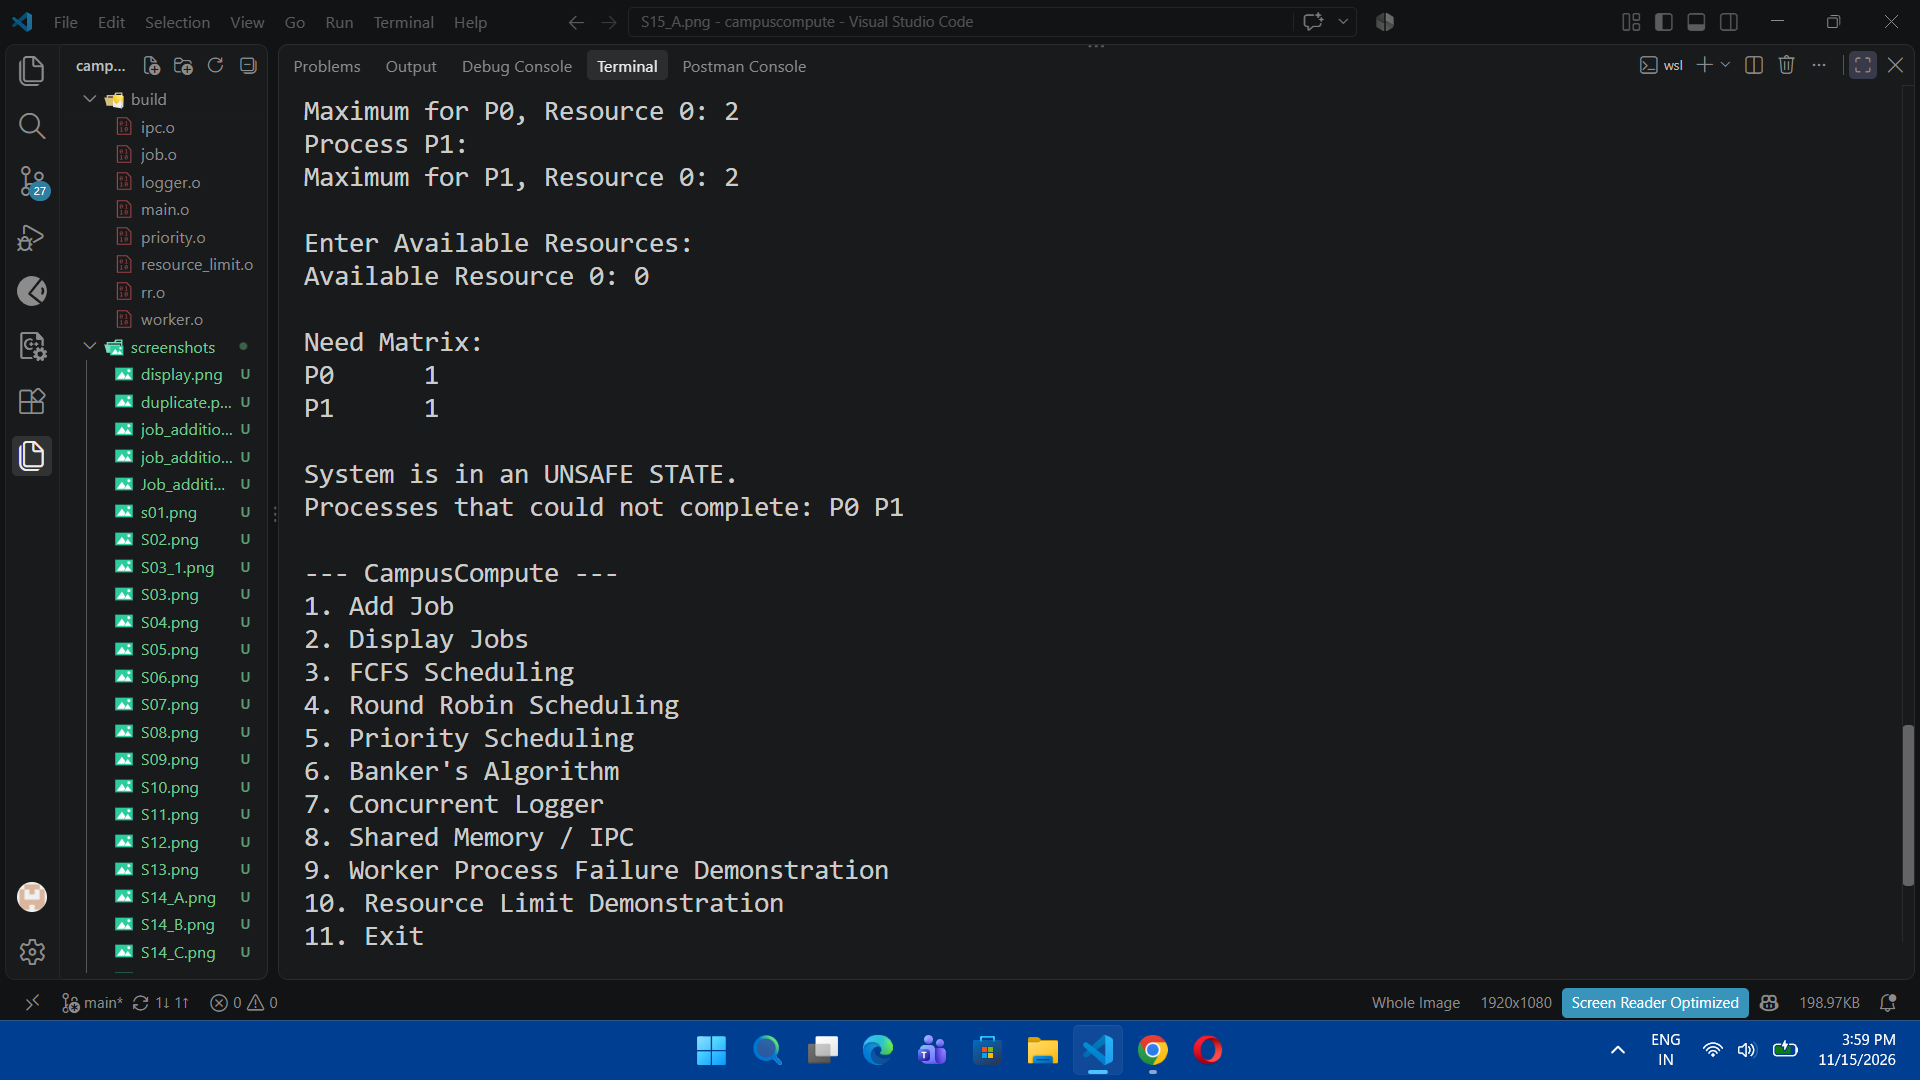 File Edit Selection View Go Run Terminal Help
S15_A.png - campuscompute - Visual Studio Code
camp...
build
ipc.o
job.o
logger.o
main.o
priority.o
resource_limit.o
rr.o
worker.o
screenshots
display.png U
duplicate.p... U
job_additio... U
job_additio... U
Job_additi... U
s01.png U
S02.png U
S03_1.png U
S03.png U
S04.png U
S05.png U
S06.png U
S07.png U
S08.png U
S09.png U
S10.png U
S11.png U
S12.png U
S13.png U
S14_A.png U
S14_B.png U
S14_C.png U
27
Problems Output Debug Console Terminal Postman Console
wsl
Maximum for P0, Resource 0: 2
Process P1:
Maximum for P1, Resource 0: 2
Enter Available Resources:
Available Resource 0: 0
Need Matrix:
P0 1
P1 1
System is in an UNSAFE STATE.
Processes that could not complete: P0 P1
--- CampusCompute ---
1. Add Job
2. Display Jobs
3. FCFS Scheduling
4. Round Robin Scheduling
5. Priority Scheduling
6. Banker's Algorithm
7. Concurrent Logger
8. Shared Memory / IPC
9. Worker Process Failure Demonstration
10. Resource Limit Demonstration
11. Exit
main* 1↓ 1↑ 0 0
Whole Image 1920x1080 Screen Reader Optimized 198.97KB
ENG
IN
3:59 PM
11/15/2026